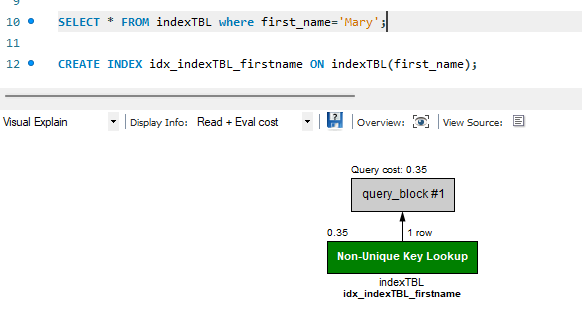 9
10 SELECT * FROM indexTBL where first_name='Mary';
11
12 CREATE INDEX idx_indexTBL_firstname ON indexTBL(first_name);
Visual Explain Display Info: Read + Eval cost Overview: View Source:
Query cost: 0.35
query_block #1
0.35 1 row
Non-Unique Key Lookup
indexTBL
idx_indexTBL_firstname